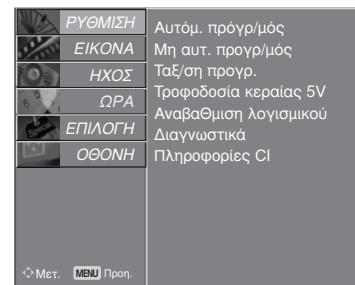 ΡΥΘΜΙΣΗ
ΕΙΚΟΝΑ
ΗΧΟΣ
ΩΡΑ
ΕΠΙΛΟΓΗ
ΟΘΟΝΗ
Αυτόμ. πρόγρ/μός
Μη αυτ. προγρ/μός
Ταξ/ση προγρ.
Τροφοδοσία κεραίας 5V
ΑναβαΘμιση λογισμικού
Διαγνωστικά
Πληροφορίες CI
Μετ. MENU Προη.